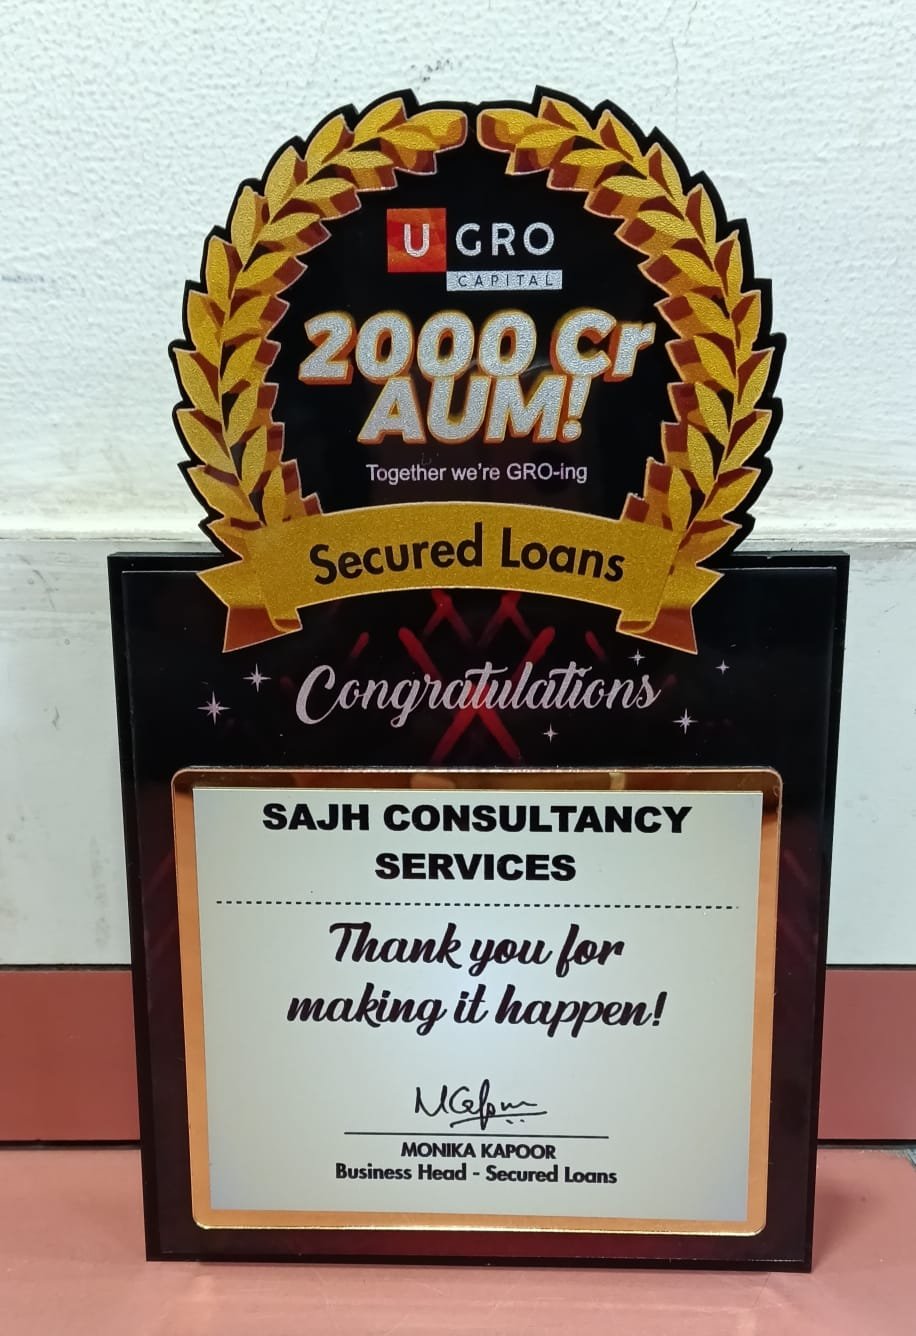 U GRO
CAPITAL
2000 Cr
AUM!
Together we're GRO-ing
Secured Loans
Congratulations
SAJH CONSULTANCY
SERVICES
Thank you for
making it happen!
MONIKA KAPOOR
Business Head - Secured Loans